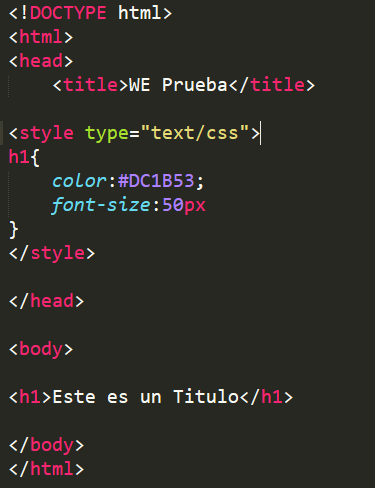 <!DOCTYPE html>
<html>
<head>
    <title>WE Prueba</title>

<style type="text/css">
h1{
    color:#DC1B53;
    font-size:50px
}
</style>

</head>

<body>

<h1>Este es un Titulo</h1>

</body>
</html>